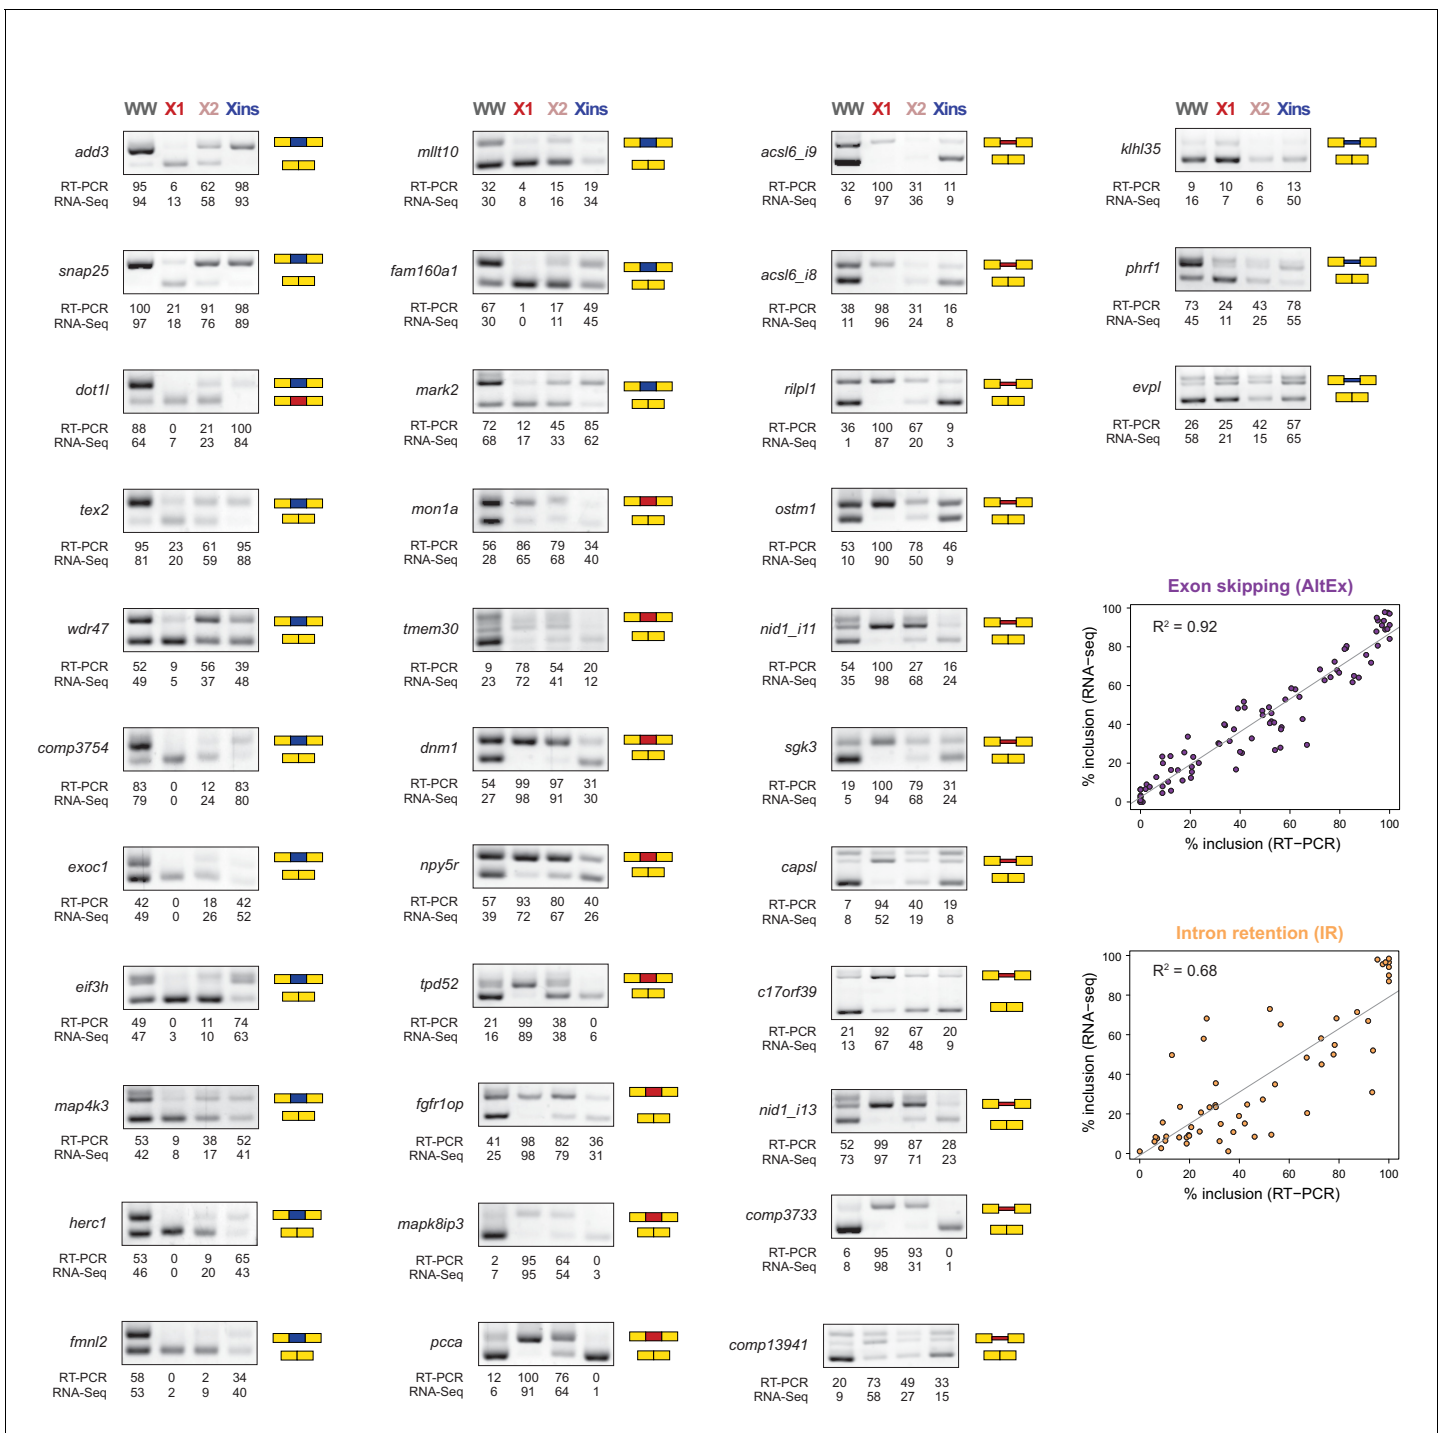 WW X1 X2 Xins
add3
RT-PCR 95 6 62 98
RNA-Seq 94 13 58 93
snap25
RT-PCR 100 21 91 98
RNA-Seq 97 18 76 89
dot1l
RT-PCR 88 0 21 100
RNA-Seq 64 7 23 84
tex2
RT-PCR 95 23 61 95
RNA-Seq 81 20 59 88
wdr47
RT-PCR 52 9 56 39
RNA-Seq 49 5 37 48
comp3754
RT-PCR 83 0 12 83
RNA-Seq 79 0 24 80
exoc1
RT-PCR 42 0 18 42
RNA-Seq 49 0 26 52
eif3h
RT-PCR 49 0 11 74
RNA-Seq 47 3 10 63
map4k3
RT-PCR 53 9 38 52
RNA-Seq 42 8 17 41
herc1
RT-PCR 53 0 9 65
RNA-Seq 46 0 20 43
fmnl2
RT-PCR 58 0 2 34
RNA-Seq 53 2 9 40
WW X1 X2 Xins
mllt10
RT-PCR 32 4 15 19
RNA-Seq 30 8 16 34
fam160a1
RT-PCR 67 1 17 49
RNA-Seq 30 0 11 45
mark2
RT-PCR 72 12 45 85
RNA-Seq 68 17 33 62
mon1a
RT-PCR 56 86 79 34
RNA-Seq 28 65 68 40
tmem30
RT-PCR 9 78 54 20
RNA-Seq 23 72 41 12
dnm1
RT-PCR 54 99 97 31
RNA-Seq 27 98 91 30
npy5r
RT-PCR 57 93 80 40
RNA-Seq 39 72 67 26
tpd52
RT-PCR 21 99 38 0
RNA-Seq 16 89 38 6
fgfr1op
RT-PCR 41 98 82 36
RNA-Seq 25 98 79 31
mapk8ip3
RT-PCR 2 95 64 0
RNA-Seq 7 95 54 3
pcca
RT-PCR 12 100 76 0
RNA-Seq 6 91 64 1
WW X1 X2 Xins
acsl6_i9
RT-PCR 32 100 31 11
RNA-Seq 6 97 36 9
acsl6_i8
RT-PCR 38 98 31 16
RNA-Seq 11 96 24 8
rilpl1
RT-PCR 36 100 67 9
RNA-Seq 1 87 20 3
ostm1
RT-PCR 53 100 78 46
RNA-Seq 10 90 50 9
nid1_i11
RT-PCR 54 100 27 16
RNA-Seq 35 98 68 24
sgk3
RT-PCR 19 100 79 31
RNA-Seq 5 94 68 24
capsl
RT-PCR 7 94 40 19
RNA-Seq 8 52 19 8
c17orf39
RT-PCR 21 92 67 20
RNA-Seq 13 67 48 9
nid1_i13
RT-PCR 52 99 87 28
RNA-Seq 73 97 71 23
comp3733
RT-PCR 6 95 93 0
RNA-Seq 8 98 31 1
comp13941
RT-PCR 20 73 49 33
RNA-Seq 9 58 27 15
WW X1 X2 Xins
klhl35
RT-PCR 9 10 6 13
RNA-Seq 16 7 6 50
phrf1
RT-PCR 73 24 43 78
RNA-Seq 45 11 25 55
evpl
RT-PCR 26 25 42 57
RNA-Seq 58 21 15 65
Exon skipping (AltEx)
R² = 0.92
% inclusion (RNA−seq)
100
80
60
40
20
0
0 20 40 60 80 100
% inclusion (RT−PCR)
Intron retention (IR)
R² = 0.68
% inclusion (RNA−seq)
100
80
60
40
20
0
0 20 40 60 80 100
% inclusion (RT−PCR)